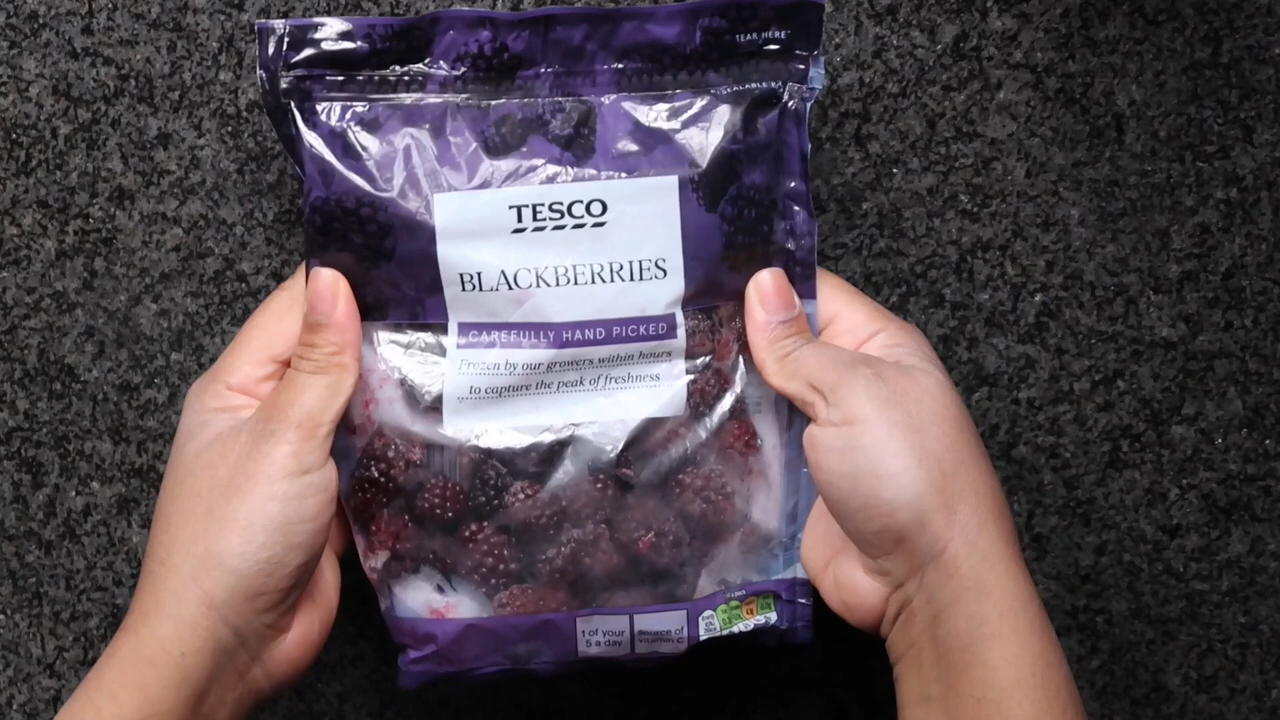 TEAR HERE
TESCO
BLACKBERRIES
CAREFULLY HAND PICKED
Frozen by our growers within hours
to capture the peak of freshness
1 of your
5 a day
source of
vitamin C